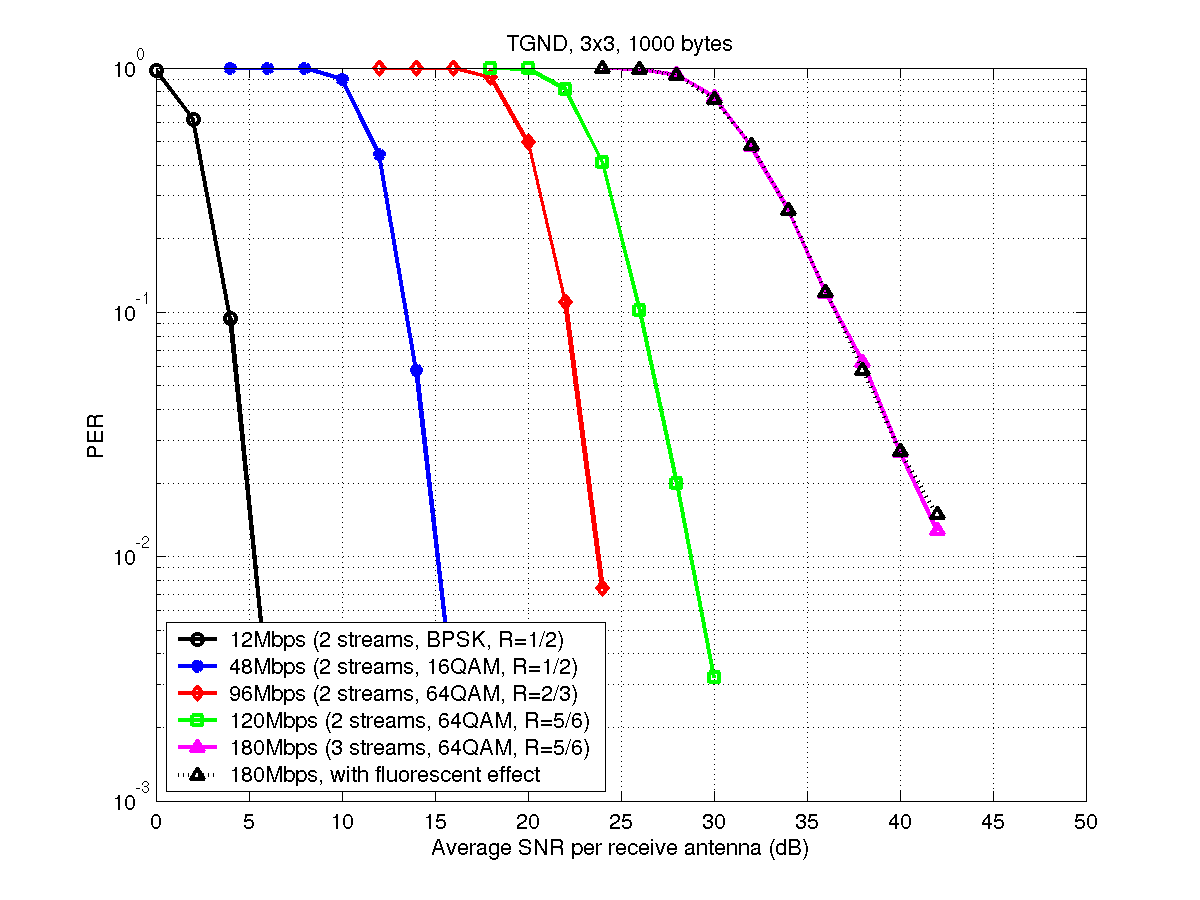 TGND, 3x3, 1000 bytes
10^0
10^-1
10^-2
10^-3
PER
12Mbps (2 streams, BPSK, R=1/2)
48Mbps (2 streams, 16QAM, R=1/2)
96Mbps (2 streams, 64QAM, R=2/3)
120Mbps (2 streams, 64QAM, R=5/6)
180Mbps (3 streams, 64QAM, R=5/6)
180Mbps, with fluorescent effect
0 5 10 15 20 25 30 35 40 45 50
Average SNR per receive antenna (dB)